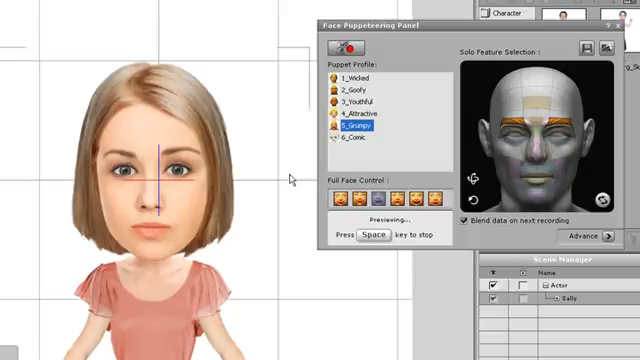 Face Puppeteering Panel
? x
Character
Puppet Profile:
Solo Feature Selection :
1_Wicked
2_Goofy
3_Youthful
4_Attractive
5_Grumpy
6_Comic
Full Face Control :
Previewing...
Press Space key to stop
Blend data on next recording
Advance
Scene Manager
Name
Actor
Sally